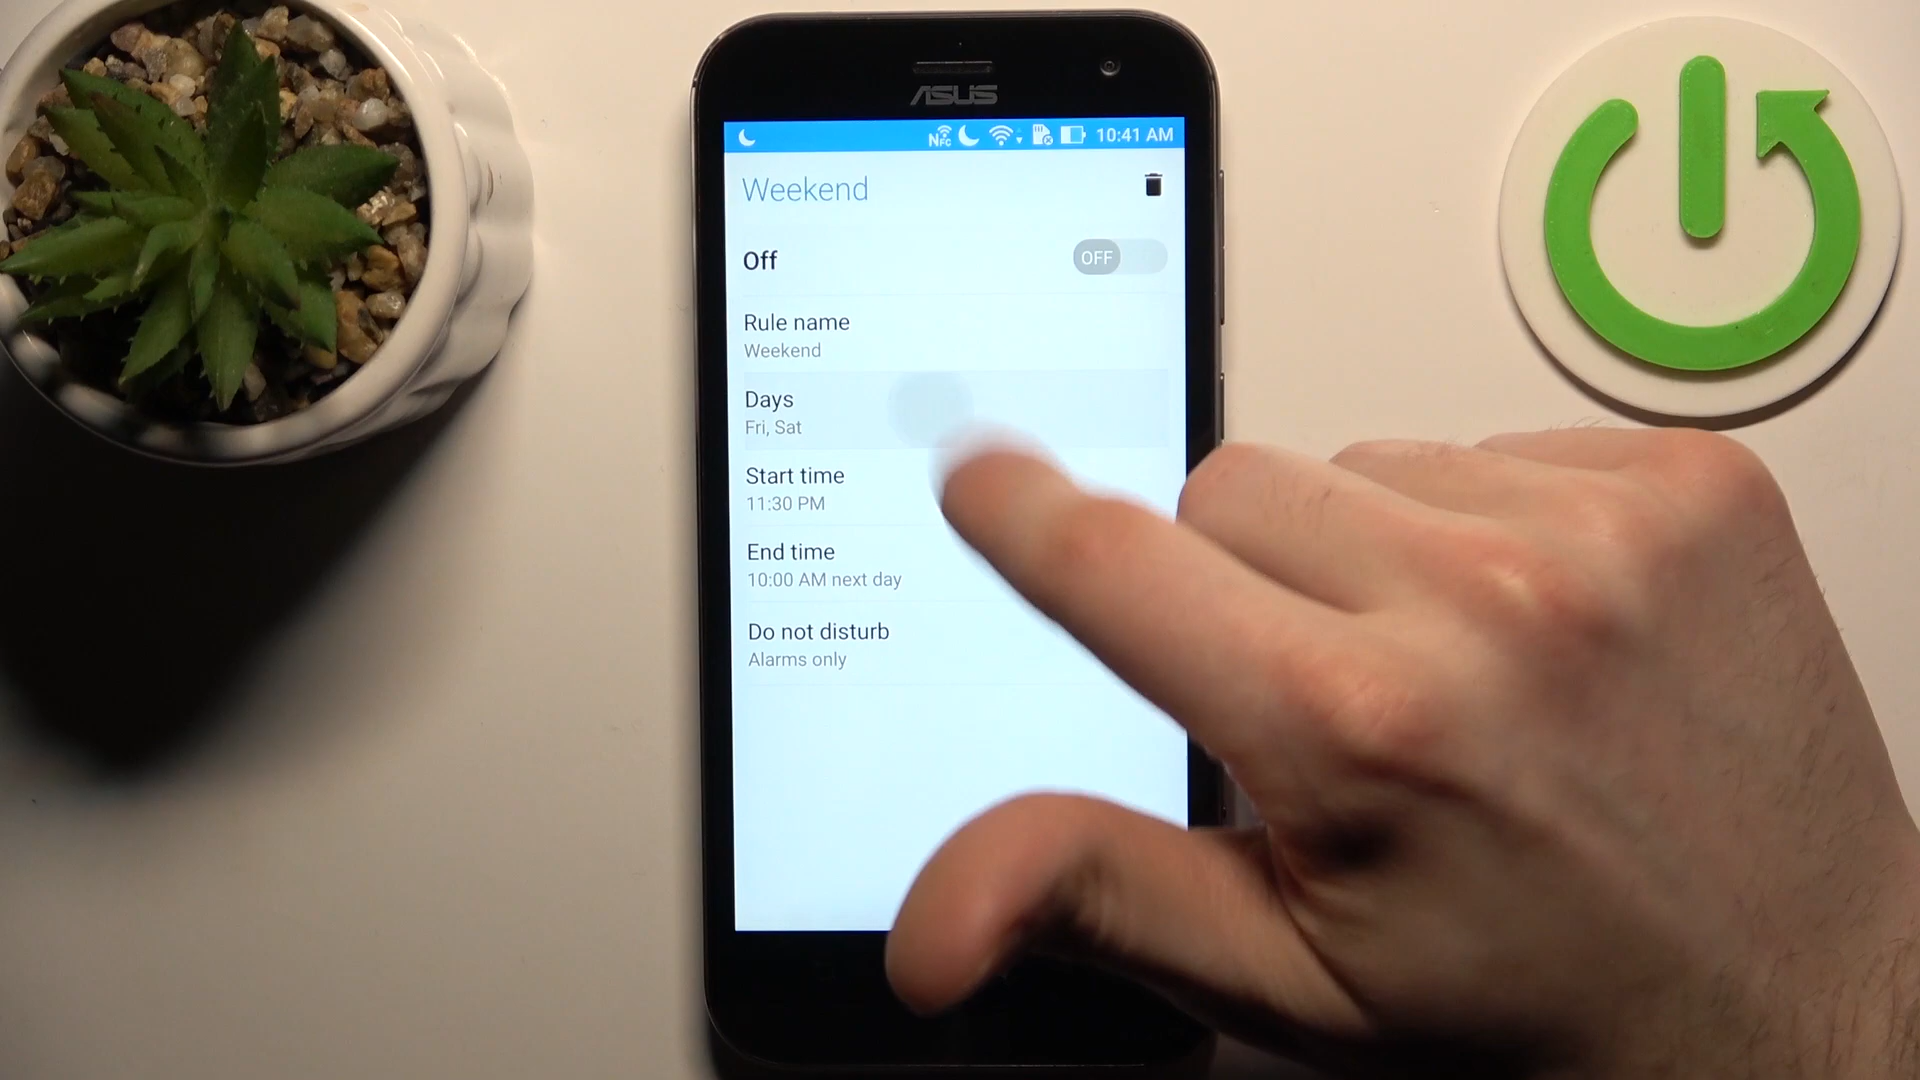 ASUS
NFC 10:41 AM
Weekend
Off OFF
Rule name
Weekend
Days
Fri, Sat
Start time
11:30 PM
End time
10:00 AM next day
Do not disturb
Alarms only